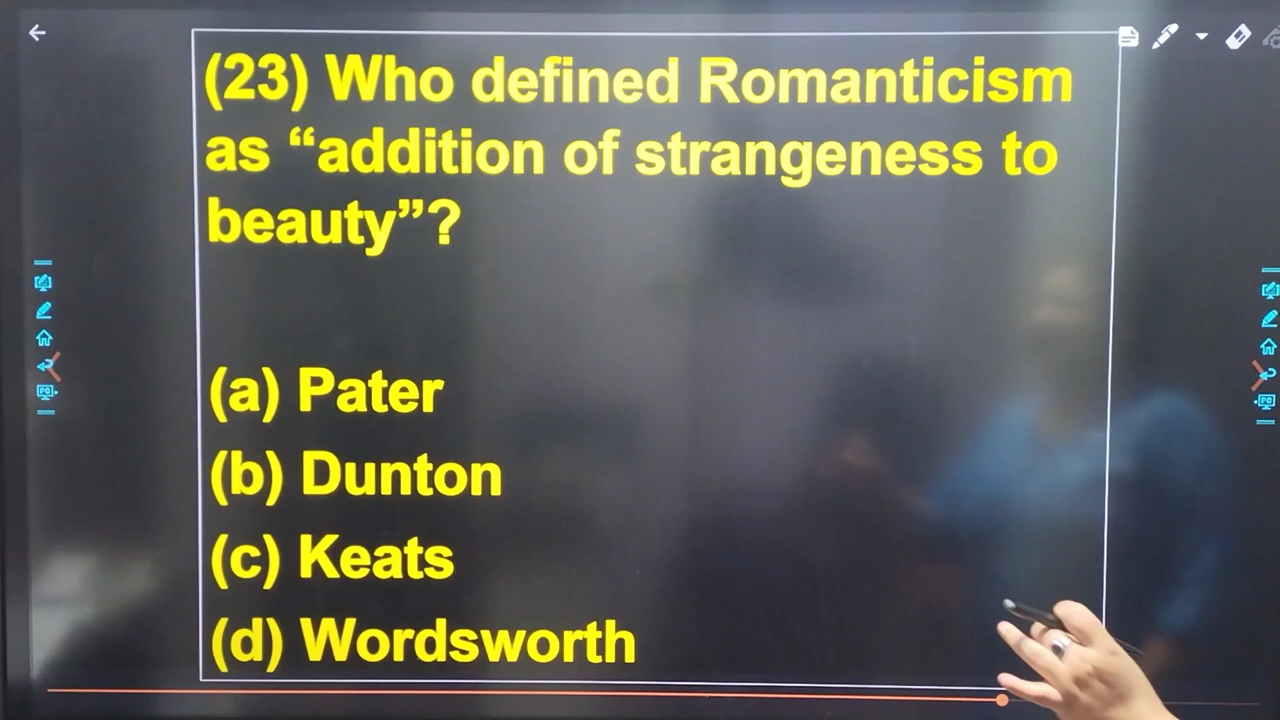 (23) Who defined Romanticism
as “addition of strangeness to
beauty”?
(a) Pater
(b) Dunton
(c) Keats
(d) Wordsworth